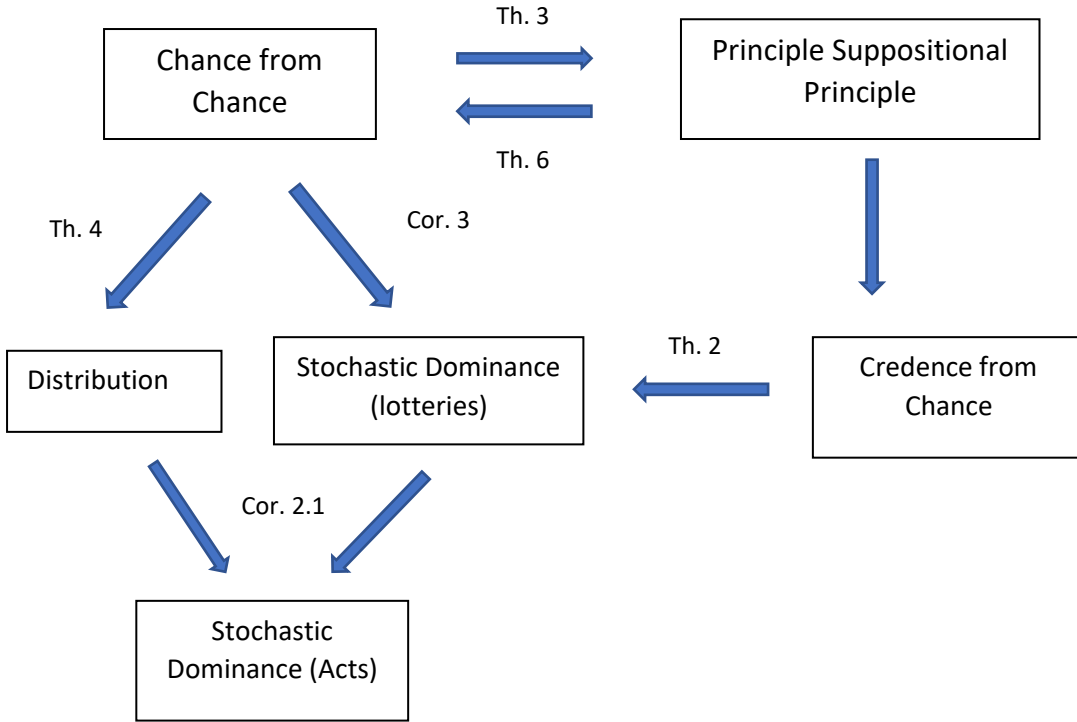 Th. 3
Chance from
Chance
Principle Suppositional
Principle
Th. 6
Th. 4
Cor. 3
Distribution
Stochastic Dominance
(lotteries)
Th. 2
Credence from
Chance
Cor. 2.1
Stochastic
Dominance (Acts)